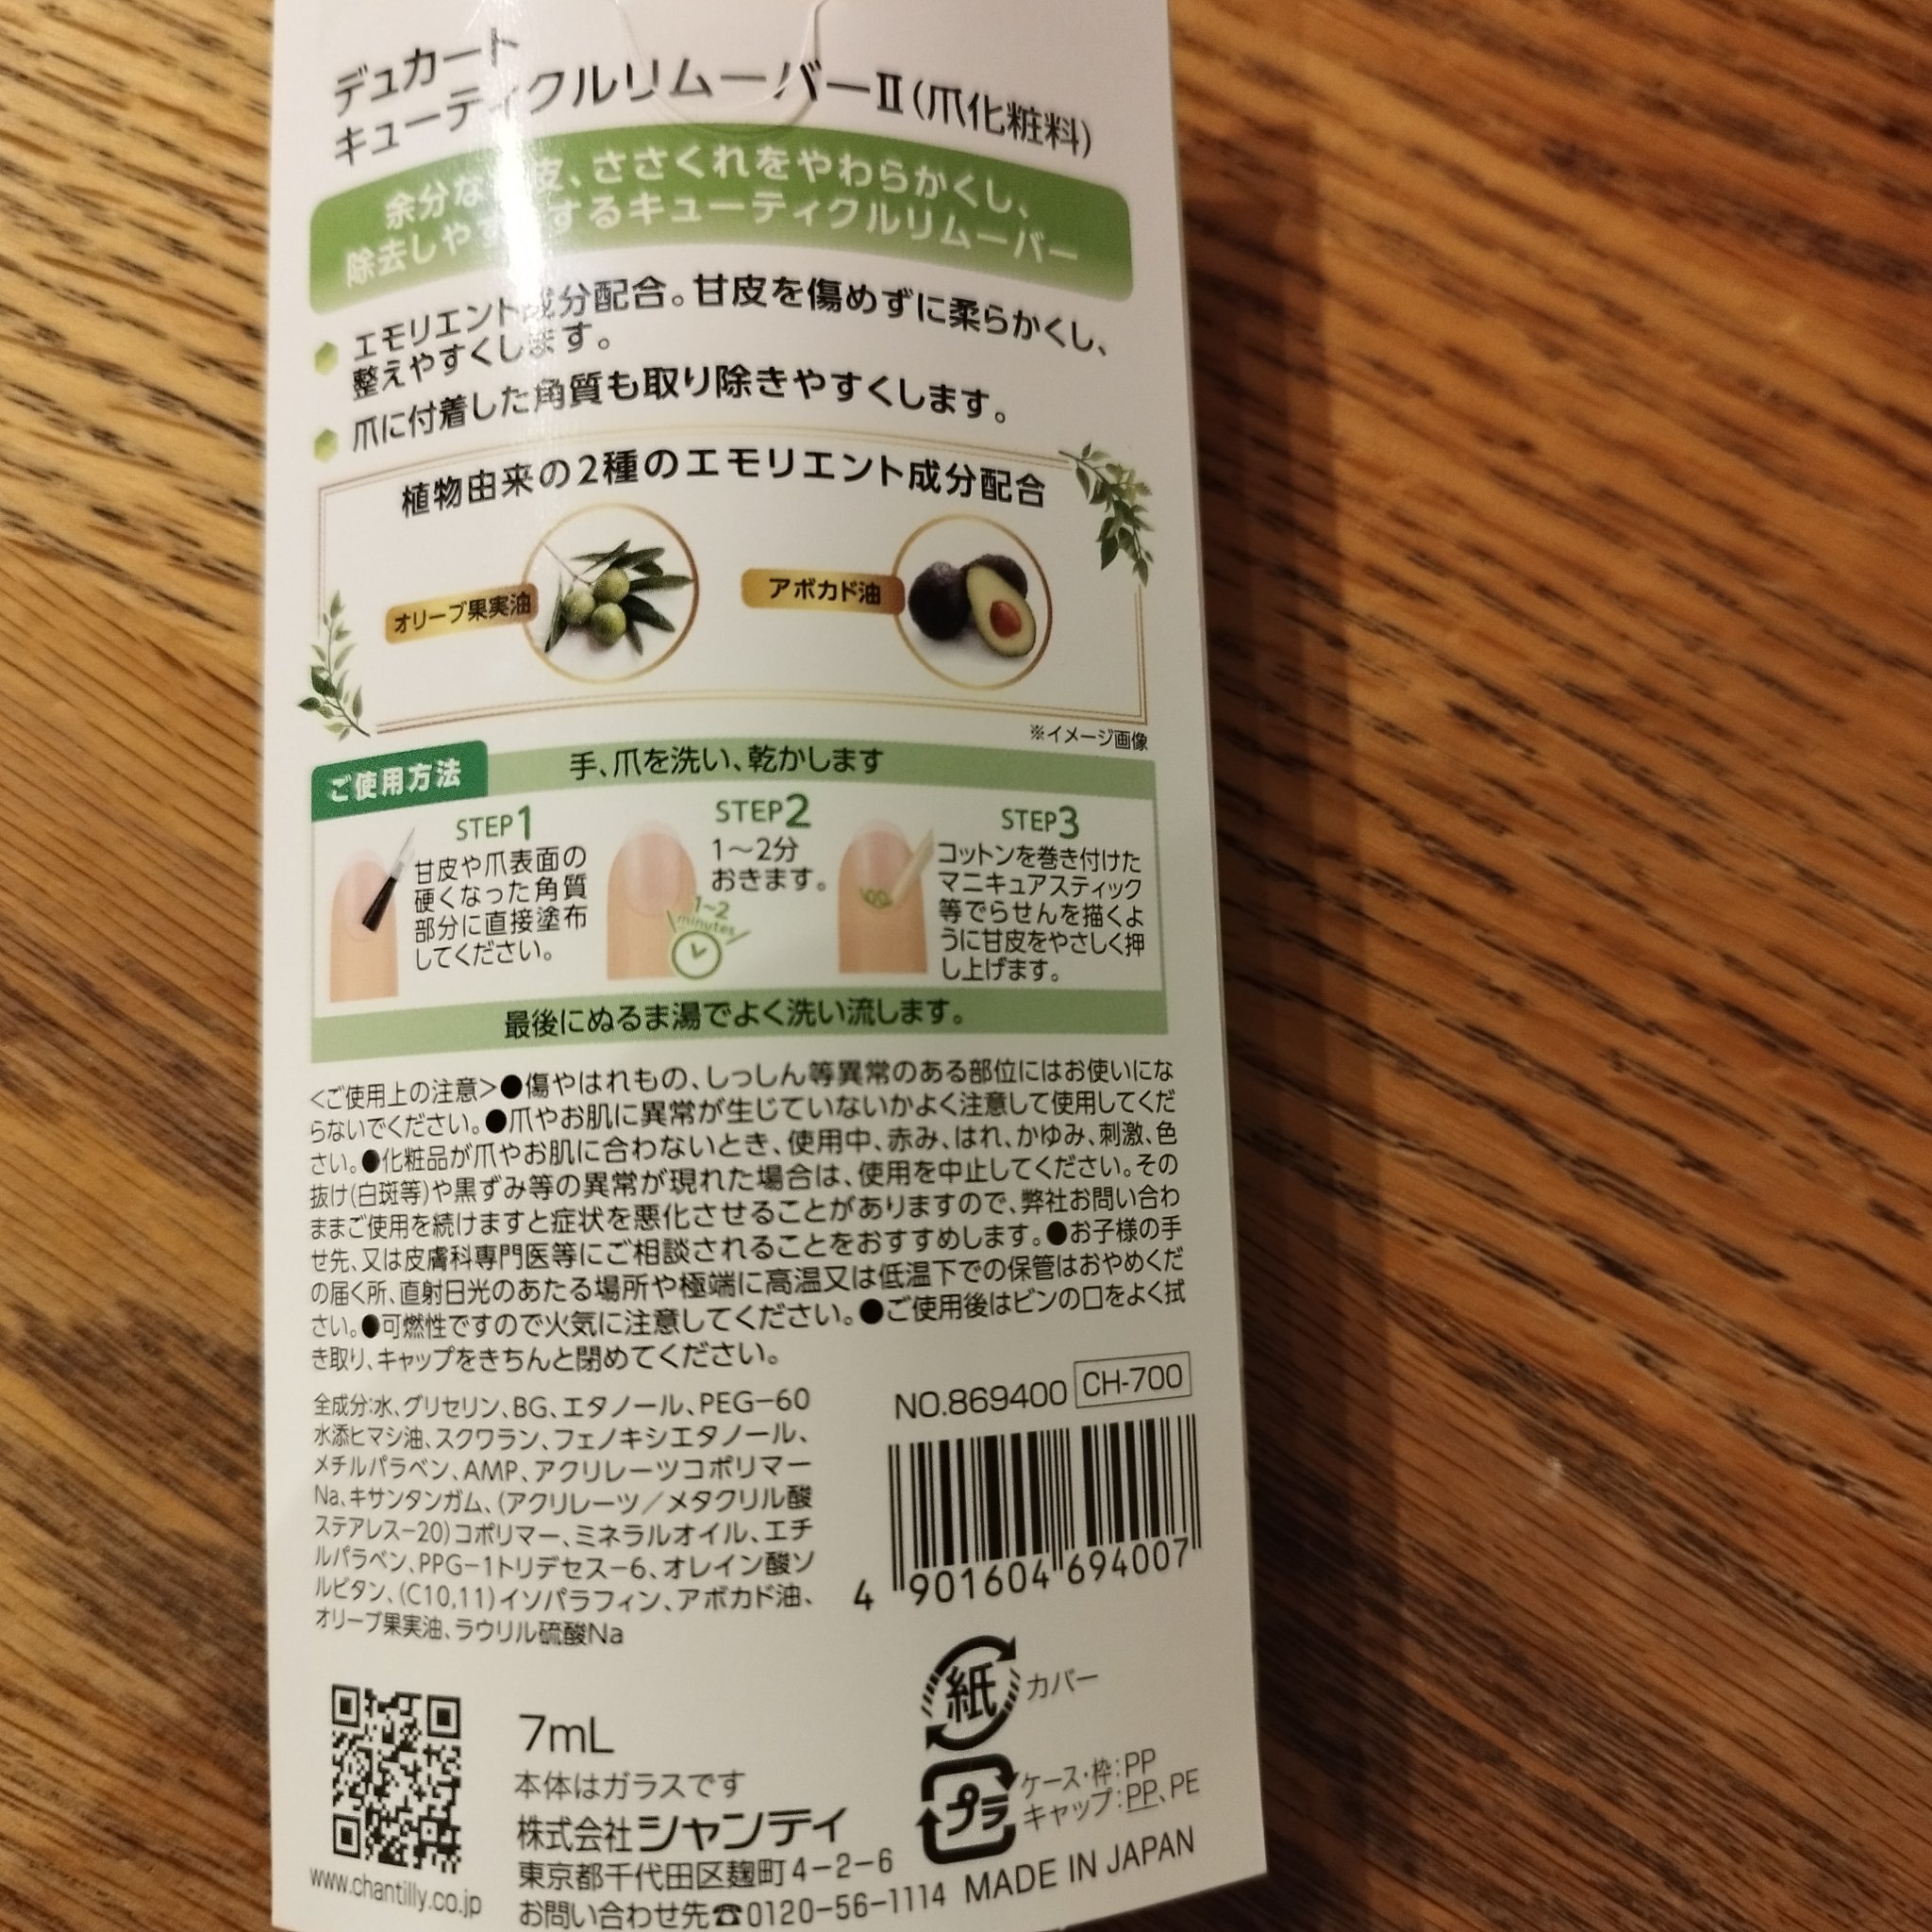 デュカート
キューティクルリムーバーⅡ(爪化粧料)
余分な皮、ささくれをやわらかくし、
除去しやするキューティクルリムーバー
エモリエント成分配合。甘皮を傷めずに柔らかくし、
整えやすくします。
爪に付着した角質も取り除きやすくします。
植物由来の2種のエモリエント成分配合
オリーブ果実油
アボカド油
※イメージ画像
ご使用方法
手、爪を洗い、乾かします
STEP1
甘皮や爪表面の
硬くなった角質
部分に直接塗布
してください。
STEP2
1〜2分
おきます。
1~2
minutes
STEP3
コットンを巻き付けた
マニキュアスティック
等でらせんを描くよ
うに甘皮をやさしく押
し上げます。
最後にぬるま湯でよく洗い流します。
<ご使用上の注意>●傷やはれもの、しっしん等異常のある部位にはお使いにな
らないでください。●爪やお肌に異常が生じていないかよく注意して使用してくだ
さい。●化粧品が爪やお肌に合わないとき、使用中、赤み、はれ、かゆみ、刺激、色
抜け(白斑等)や黒ずみ等の異常が現れた場合は、使用を中止してください。その
ままご使用を続けますと症状を悪化させることがありますので、弊社お問い合わ
せ先、又は皮膚科専門医等にご相談されることをおすすめします。●お子様の手
の届く所、直射日光のあたる場所や極端に高温又は低温下での保管はおやめくだ
さい。●可燃性ですので火気に注意してください。●ご使用後はビンの口をよく拭
き取り、キャップをきちんと閉めてください。
全成分:水、グリセリン、BG、エタノール、PEG-60
水添ヒマシ油、スクワラン、フェノキシエタノール、
メチルパラベン、AMP、アクリレーツコポリマー
Na、キサンタンガム、(アクリレーツ/メタクリル酸
ステアレス-20)コポリマー、ミネラルオイル、エチ
ルパラベン、PPG-1トリデセス-6、オレイン酸ソ
ルビタン、(C10,11)イソパラフィン、アボカド油、
オリーブ果実油、ラウリル硫酸Na
NO.869400 CH-700
4 901604 694007
紙 カバー
プラ ケース・枠:PP
キャップ:PP、PE
7mL
本体はガラスです
株式会社シャンティ
東京都千代田区麹町4-2-6
お問い合わせ先☎0120-56-1114
MADE IN JAPAN
www.chantilly.co.jp